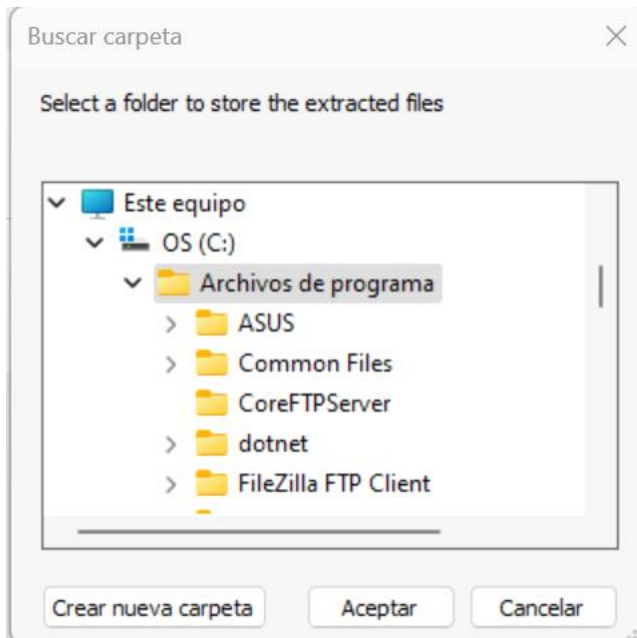 Buscar carpeta
Select a folder to store the extracted files
Este equipo
OS (C:)
Archivos de programa
ASUS
Common Files
CoreFTPServer
dotnet
FileZilla FTP Client
Crear nueva carpeta Aceptar Cancelar